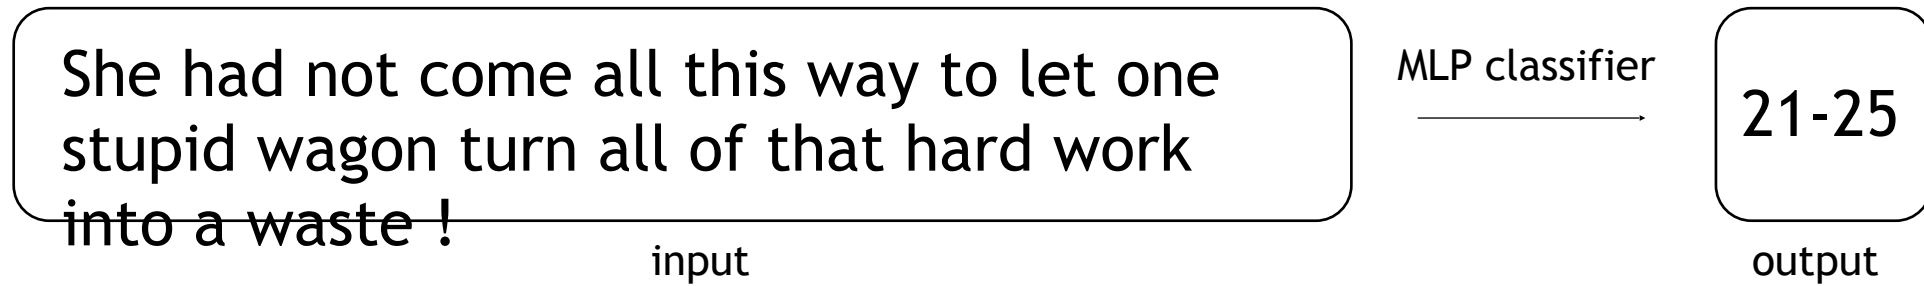 She had not come all this way to let one
stupid wagon turn all of that hard work
into a waste !
input
MLP classifier
21-25
output